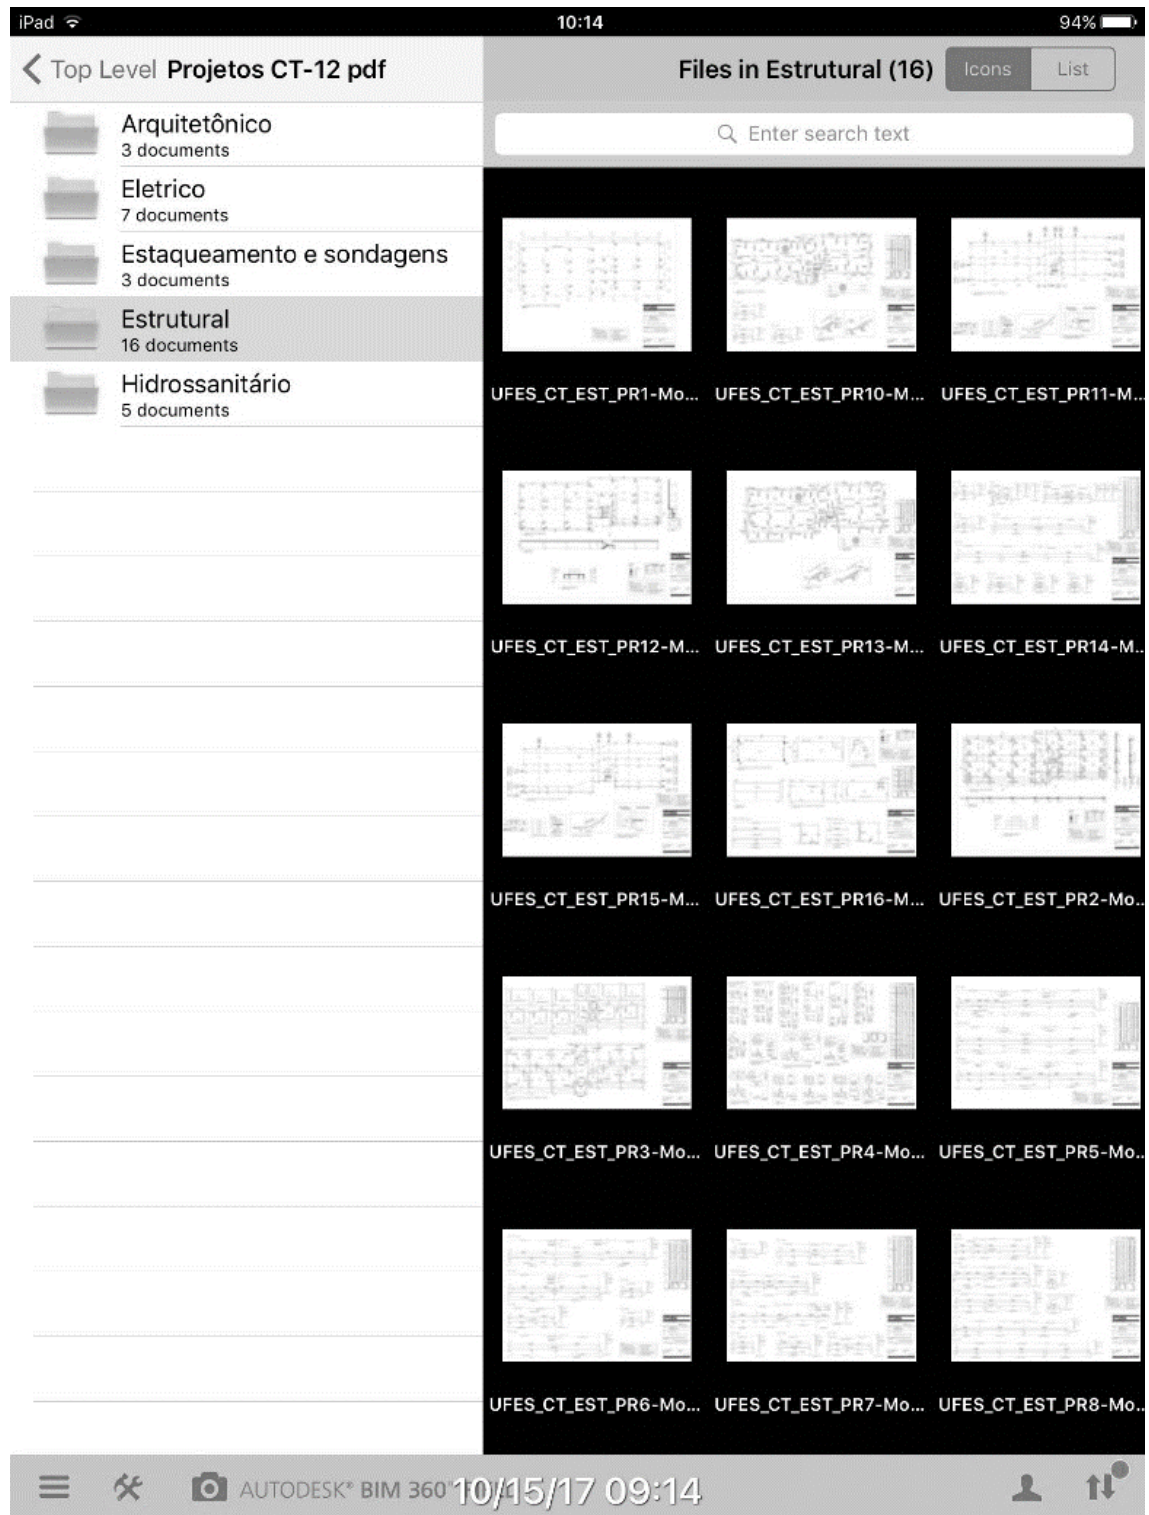 iPad 10:14 94%
Top Level Projetos CT-12 pdf
Files in Estrutural (16) Icons List
Arquitetônico
3 documents
Eletrico
7 documents
Estaqueamento e sondagens
3 documents
Estrutural
16 documents
Hidrossanitário
5 documents
Enter search text
UFES_CT_EST_PR1-Mo... UFES_CT_EST_PR10-M... UFES_CT_EST_PR11-M...
UFES_CT_EST_PR12-M... UFES_CT_EST_PR13-M... UFES_CT_EST_PR14-M..
UFES_CT_EST_PR15-M... UFES_CT_EST_PR16-M... UFES_CT_EST_PR2-Mo..
UFES_CT_EST_PR3-Mo... UFES_CT_EST_PR4-Mo... UFES_CT_EST_PR5-Mo..
UFES_CT_EST_PR6-Mo... UFES_CT_EST_PR7-Mo... UFES_CT_EST_PR8-Mo..
AUTODESK® BIM 360™
10/15/17 09:14